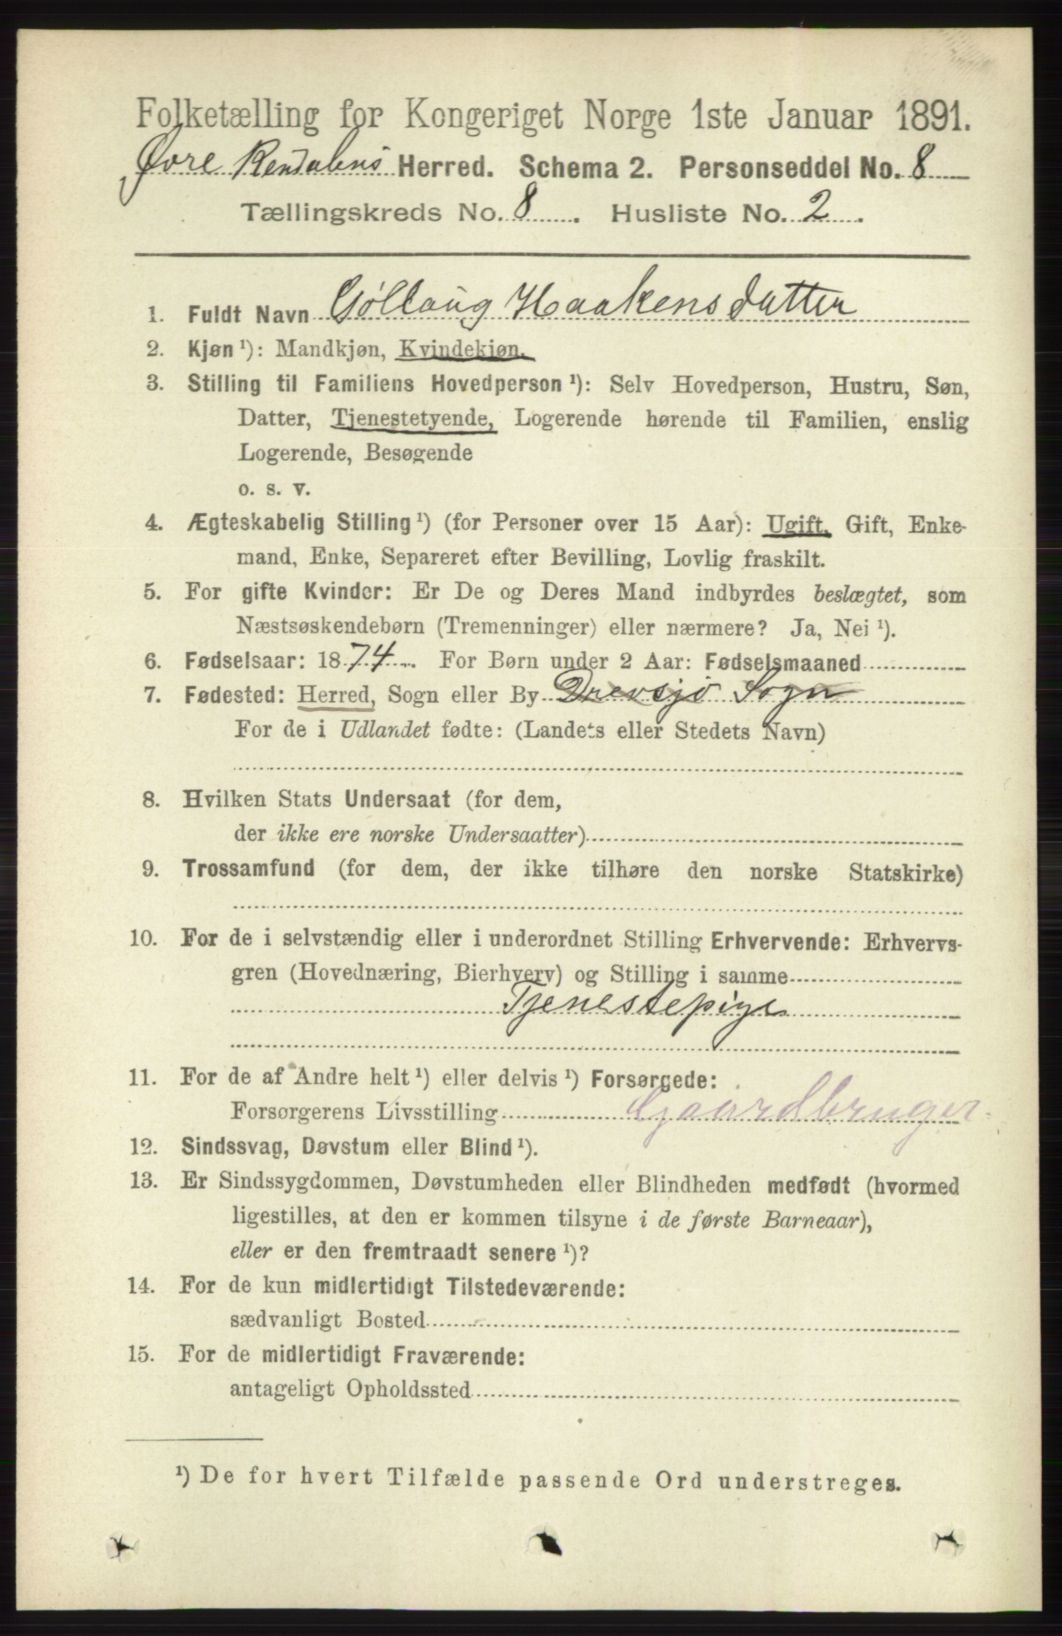 Folketælling for Kongeriget Norge 1ste Januar 1891.
Øvre Rendalens Herred. Schema 2. Personseddel No. 8
Tællingskreds No. 8. Husliste No. 2.
1. Fuldt Navn Gøllaug Haakensdatter
2. Kjøn ¹): Mandkjøn, Kvindekjøn.
3. Stilling til Familiens Hovedperson ¹): Selv Hovedperson, Hustru, Søn,
Datter, Tjenestetyende, Logerende hørende til Familien, enslig
Logerende, Besøgende
o. s. v.
4. Ægteskabelig Stilling ¹) (for Personer over 15 Aar): Ugift, Gift, Enke-
mand, Enke, Separeret efter Bevilling, Lovlig fraskilt.
5. For gifte Kvinder: Er De og Deres Mand indbyrdes beslægtet, som
Næstsøskendebørn (Tremenninger) eller nærmere? Ja, Nei ¹).
6. Fødselsaar: 1874. For Børn under 2 Aar: Fødselsmaaned
7. Fødested: Herred, Sogn eller By Drevsjø Sogn
For de i Udlandet fødte: (Landets eller Stedets Navn)
8. Hvilken Stats Undersaat (for dem,
der ikke ere norske Undersaatter)
9. Trossamfund (for dem, der ikke tilhøre den norske Statskirke)
10. For de i selvstændig eller i underordnet Stilling Erhvervende: Erhvervs-
gren (Hovednæring, Bierhverv) og Stilling i samme
Tjenestepige
11. For de af Andre helt ¹) eller delvis ¹) Forsørgede:
Forsørgerens Livsstilling Gaardbruger
12. Sindssvag, Døvstum eller Blind ¹).
13. Er Sindssygdommen, Døvstumheden eller Blindheden medfødt (hvormed
ligestilles, at den er kommen tilsyne i de første Barneaar),
eller er den fremtraadt senere ¹)?
14. For de kun midlertidigt Tilstedeværende:
sædvanligt Bosted
15. For de midlertidigt Fraværende:
antageligt Opholdssted
¹) De for hvert Tilfælde passende Ord understreges.